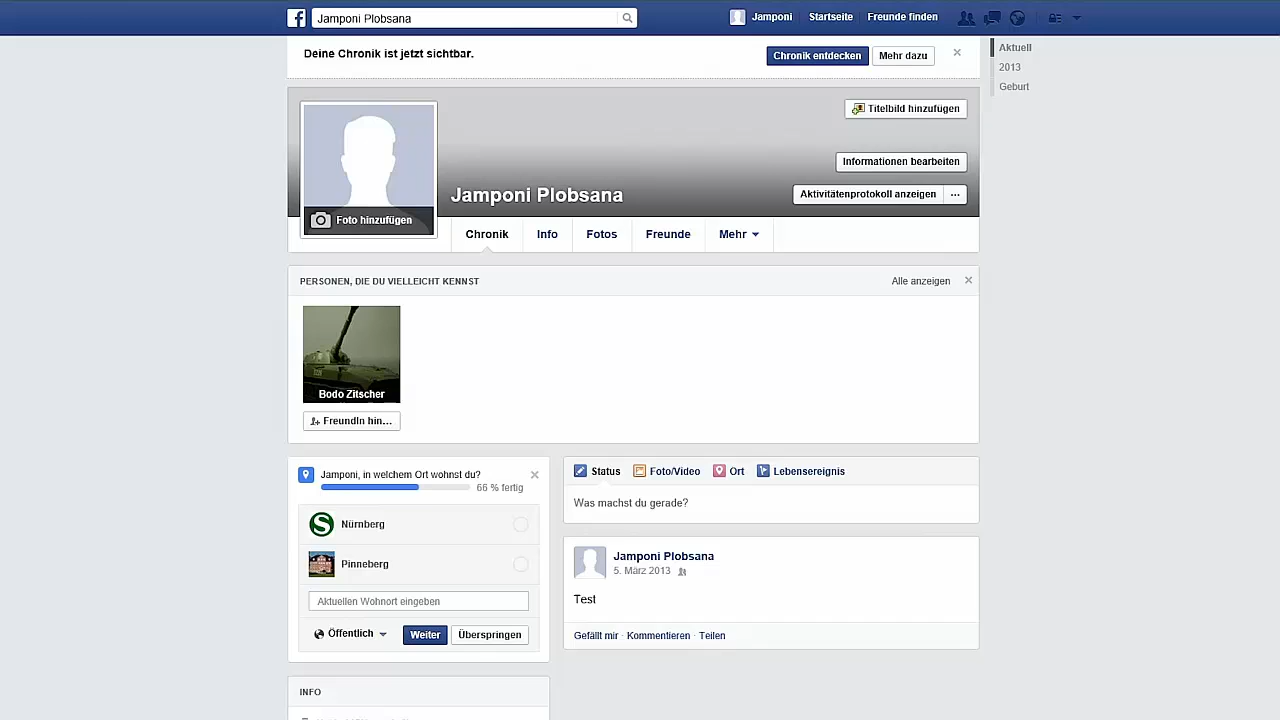 Jamponi Plobsana
Jamponi Startseite Freunde finden
Deine Chronik ist jetzt sichtbar.
Chronik entdecken Mehr dazu
Aktuell
2013
Geburt
Titelbild hinzufügen
Informationen bearbeiten
Aktivitätenprotokoll anzeigen ...
Jamponi Plobsana
Foto hinzufügen
Chronik Info Fotos Freunde Mehr
PERSONEN, DIE DU VIELLEICHT KENNST
Alle anzeigen
Bodo Zitscher
FreundIn hin...
Jamponi, in welchem Ort wohnst du?
66 % fertig
Nürnberg
Pinneberg
Aktuellen Wohnort eingeben
Öffentlich Weiter Überspringen
INFO
Status Foto/Video Ort Lebensereignis
Was machst du gerade?
Jamponi Plobsana
5. März 2013
Test
Gefällt mir · Kommentieren · Teilen